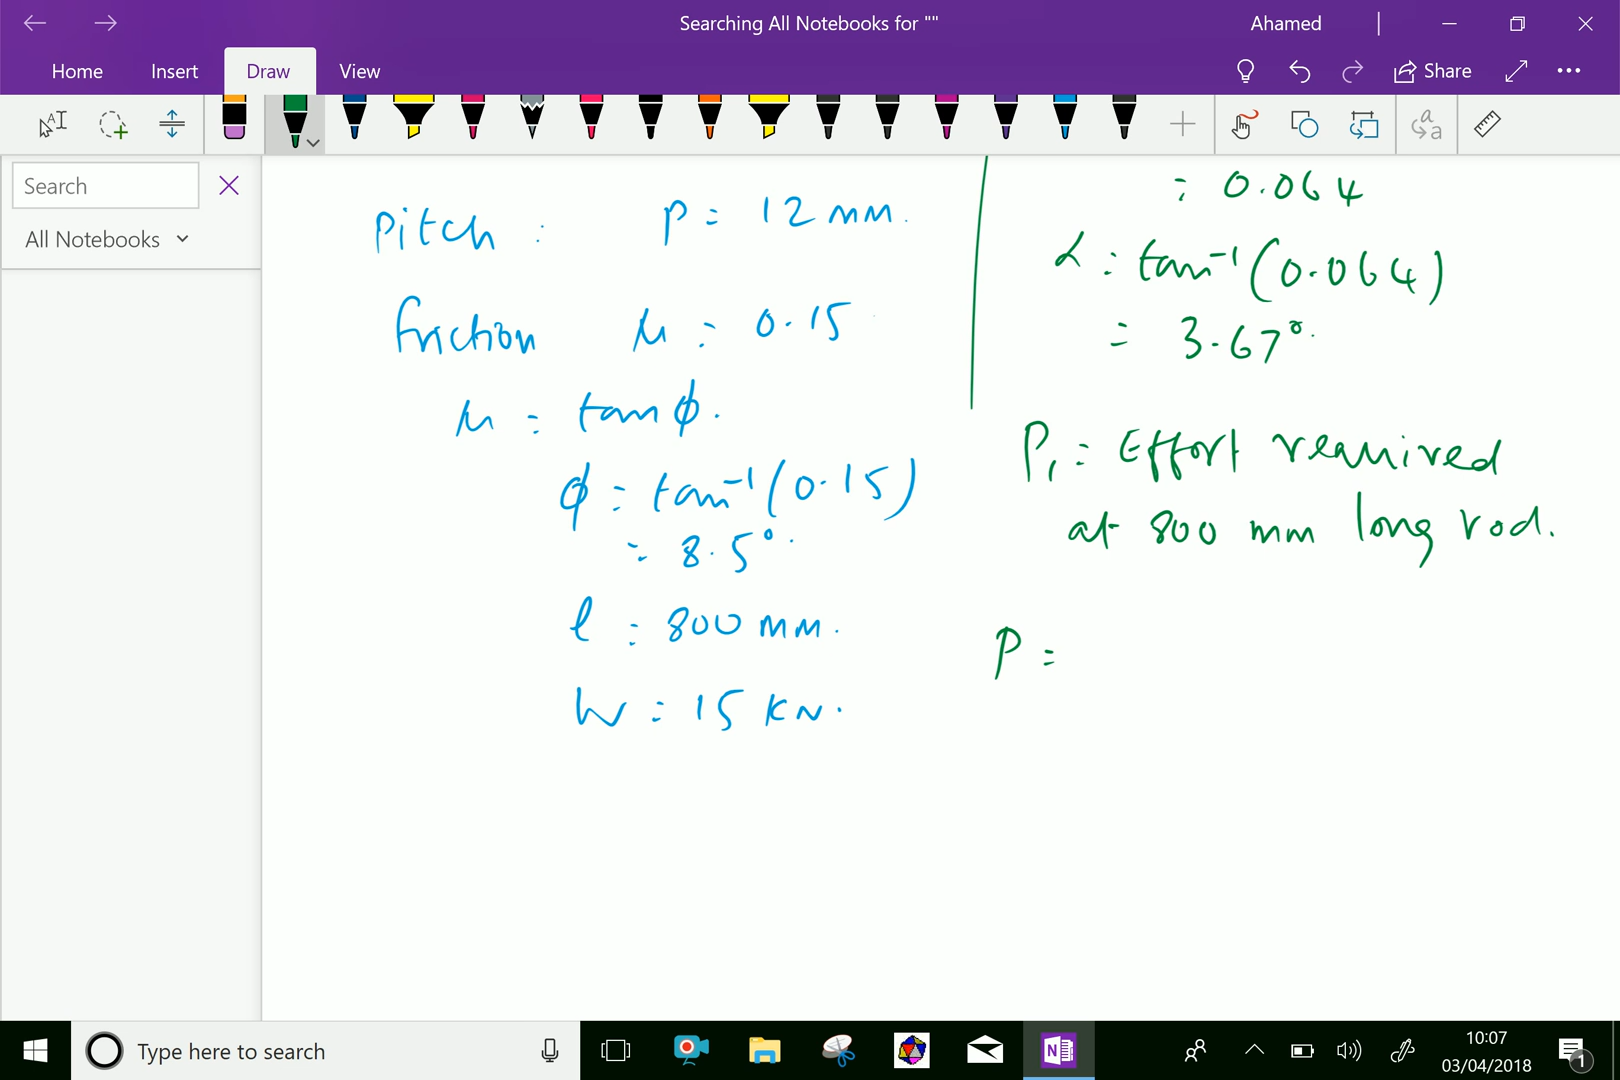 Searching All Notebooks for ""
Ahamed
Home Insert Draw View
Share
Search
All Notebooks
Pitch : P = 12 mm.
friction μ = 0.15
μ = tan ϕ.
ϕ = tan⁻¹(0.15)
= 8.5°.
l = 800 mm.
W = 15 KN.
= 0.064
α = tan⁻¹(0.064)
= 3.67°.
P₁ = Effort required
at 800 mm long rod.
P =
Type here to search
10:07
03/04/2018
1